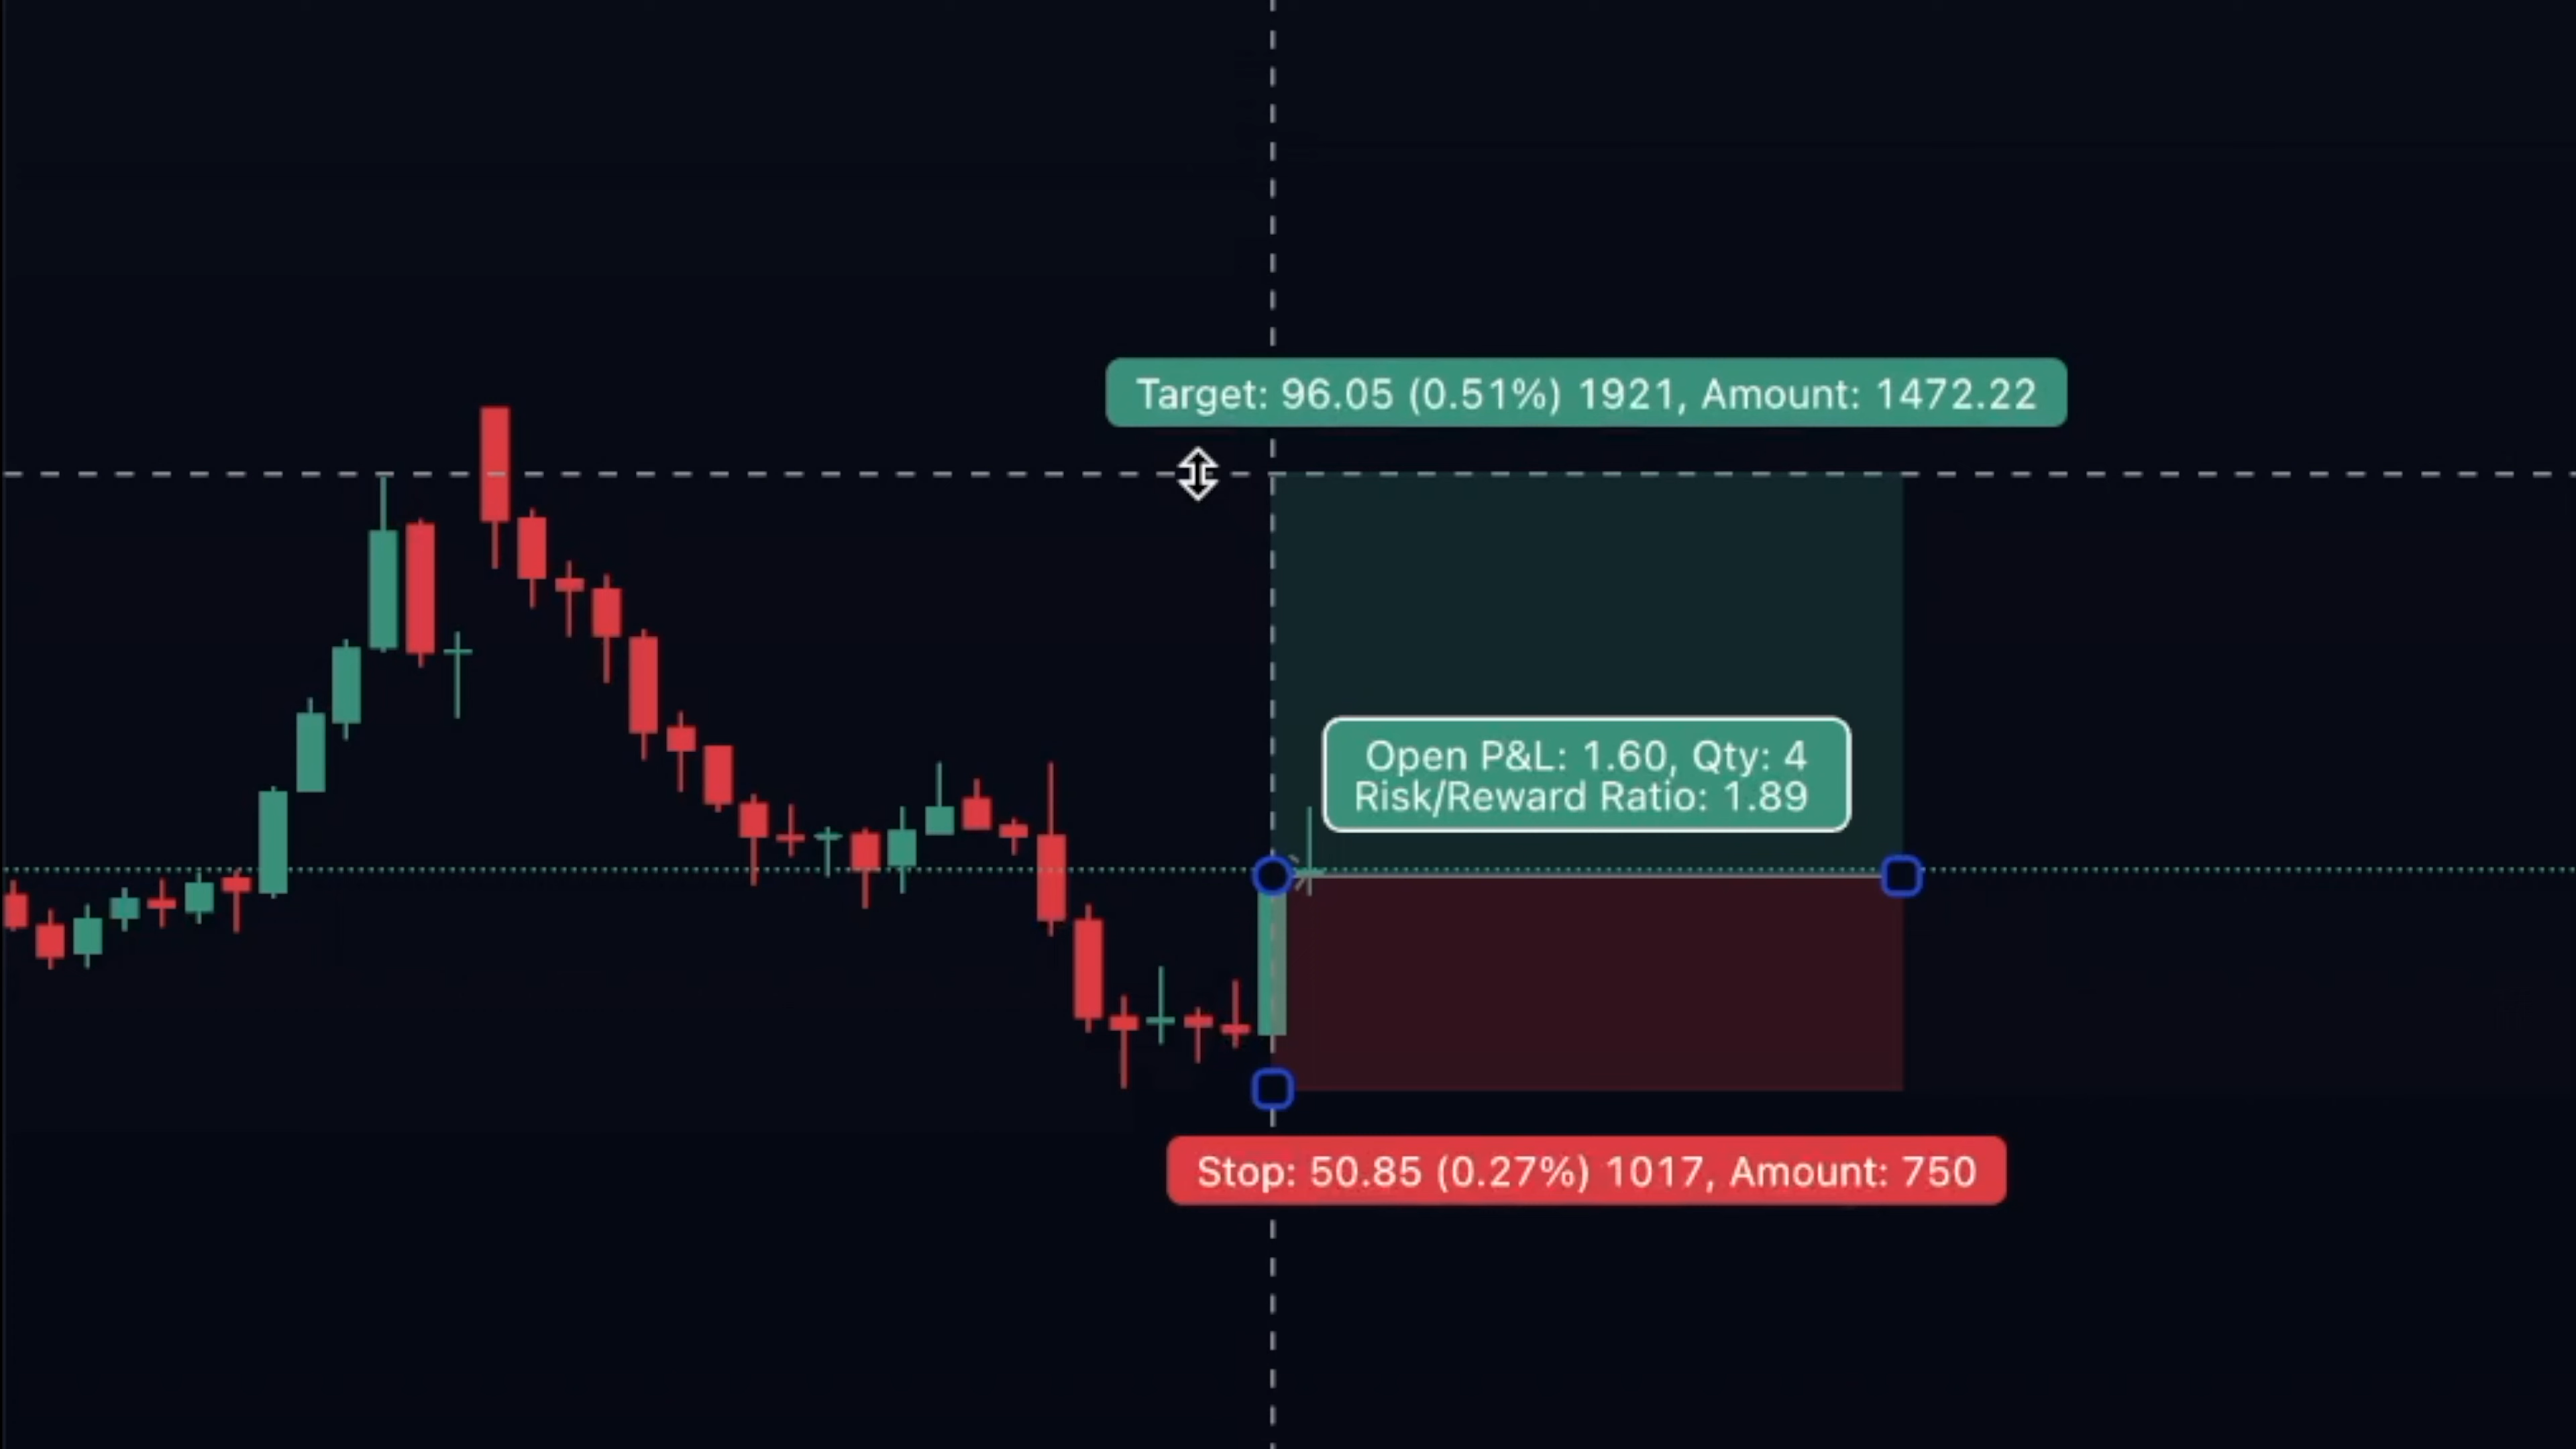 Target: 96.05 (0.51%) 1921, Amount: 1472.22
Open P&L: 1.60, Qty: 4
Risk/Reward Ratio: 1.89
Stop: 50.85 (0.27%) 1017, Amount: 750